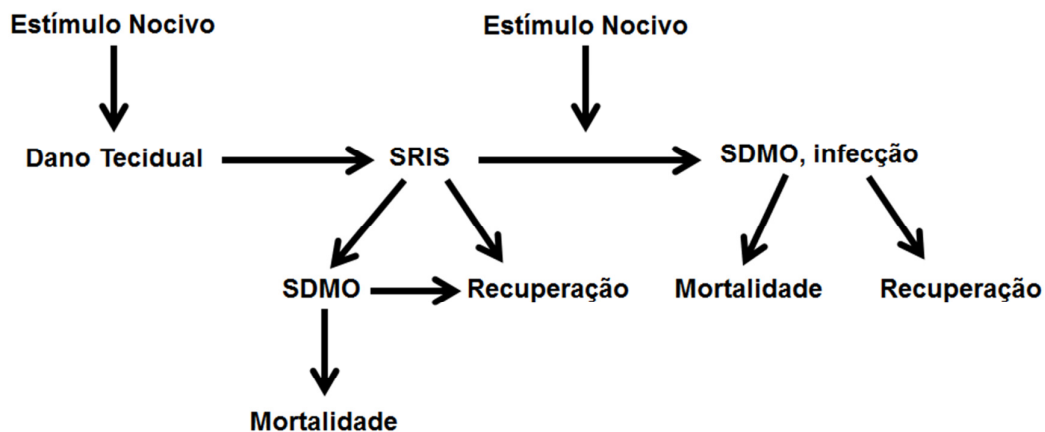 Estímulo Nocivo
Estímulo Nocivo
Dano Tecidual
SRIS
SDMO, infecção
SDMO
Recuperação
Mortalidade
Recuperação
Mortalidade